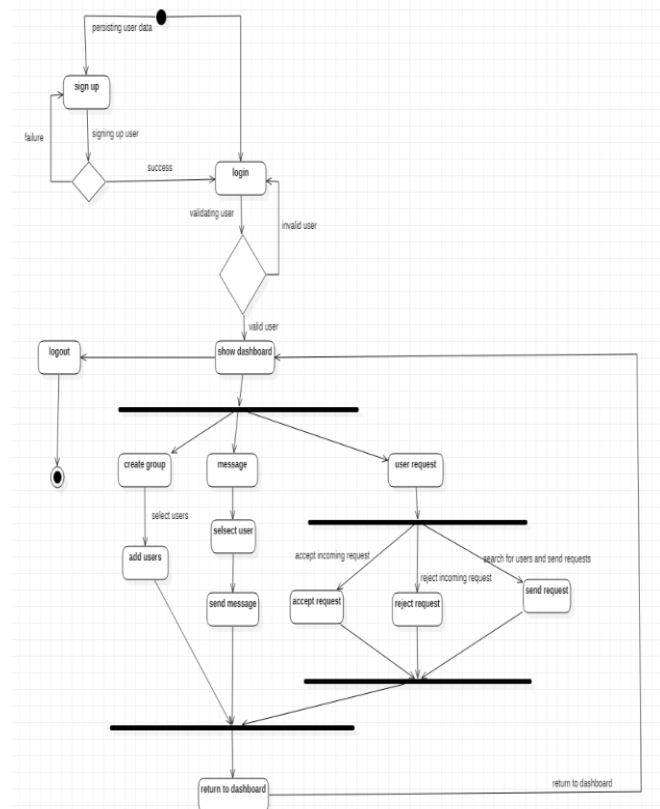 persisting user data
sign up
signing up user
failure
success
login
validating user
invalid user
valid user
logout
show dashboard
create group
message
user request
select users
selsect user
add users
accept incoming request
reject incoming request
search for users and send requests
accept request
reject request
send request
send message
return to dashboard
return to dashboard